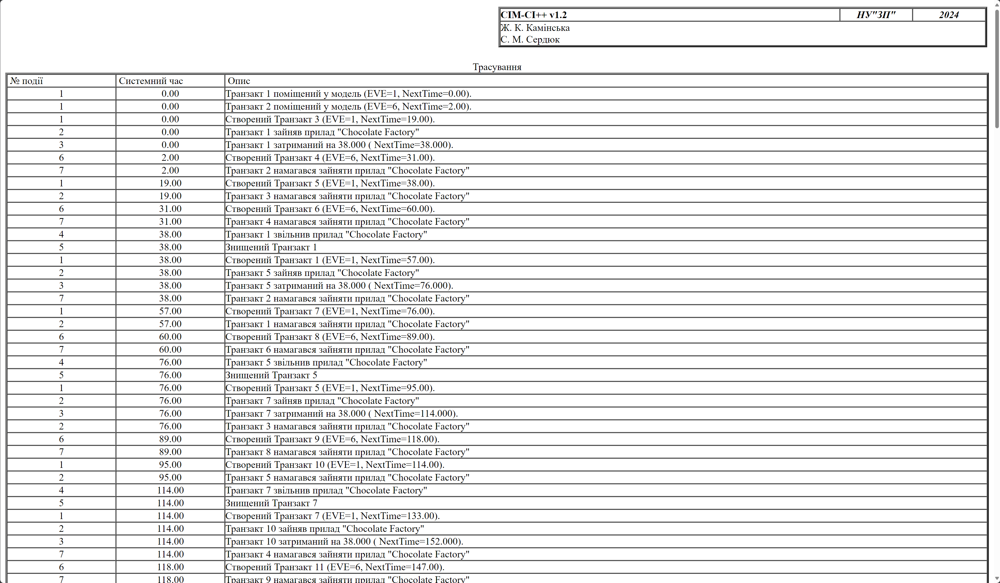 СІМ-СІ++ v1.2 НУ"ЗП" 2024
Ж. К. Камінська
С. М. Сердюк
Трасування
№ події Системний час Опис
1 0.00 Транзакт 1 поміщений у модель (EVE=1, NextTime=0.00).
1 0.00 Транзакт 2 поміщений у модель (EVE=6, NextTime=2.00).
1 0.00 Створений Транзакт 3 (EVE=1, NextTime=19.00).
2 0.00 Транзакт 1 зайняв прилад "Chocolate Factory"
3 0.00 Транзакт 1 затриманий на 38.000 ( NextTime=38.000).
6 2.00 Створений Транзакт 4 (EVE=6, NextTime=31.00).
7 2.00 Транзакт 2 намагався зайняти прилад "Chocolate Factory"
1 19.00 Створений Транзакт 5 (EVE=1, NextTime=38.00).
2 19.00 Транзакт 3 намагався зайняти прилад "Chocolate Factory"
6 31.00 Створений Транзакт 6 (EVE=6, NextTime=60.00).
7 31.00 Транзакт 4 намагався зайняти прилад "Chocolate Factory"
4 38.00 Транзакт 1 звільнив прилад "Chocolate Factory"
5 38.00 Знищений Транзакт 1
1 38.00 Створений Транзакт 1 (EVE=1, NextTime=57.00).
2 38.00 Транзакт 5 зайняв прилад "Chocolate Factory"
3 38.00 Транзакт 5 затриманий на 38.000 ( NextTime=76.000).
7 38.00 Транзакт 2 намагався зайняти прилад "Chocolate Factory"
1 57.00 Створений Транзакт 7 (EVE=1, NextTime=76.00).
2 57.00 Транзакт 1 намагався зайняти прилад "Chocolate Factory"
6 60.00 Створений Транзакт 8 (EVE=6, NextTime=89.00).
7 60.00 Транзакт 6 намагався зайняти прилад "Chocolate Factory"
4 76.00 Транзакт 5 звільнив прилад "Chocolate Factory"
5 76.00 Знищений Транзакт 5
1 76.00 Створений Транзакт 5 (EVE=1, NextTime=95.00).
2 76.00 Транзакт 7 зайняв прилад "Chocolate Factory"
3 76.00 Транзакт 7 затриманий на 38.000 ( NextTime=114.000).
2 76.00 Транзакт 3 намагався зайняти прилад "Chocolate Factory"
6 89.00 Створений Транзакт 9 (EVE=6, NextTime=118.00).
7 89.00 Транзакт 8 намагався зайняти прилад "Chocolate Factory"
1 95.00 Створений Транзакт 10 (EVE=1, NextTime=114.00).
2 95.00 Транзакт 5 намагався зайняти прилад "Chocolate Factory"
4 114.00 Транзакт 7 звільнив прилад "Chocolate Factory"
5 114.00 Знищений Транзакт 7
1 114.00 Створений Транзакт 7 (EVE=1, NextTime=133.00).
2 114.00 Транзакт 10 зайняв прилад "Chocolate Factory"
3 114.00 Транзакт 10 затриманий на 38.000 ( NextTime=152.000).
7 114.00 Транзакт 4 намагався зайняти прилад "Chocolate Factory"
6 118.00 Створений Транзакт 11 (EVE=6, NextTime=147.00).
7 118.00 Транзакт 9 намагався зайняти прилад "Chocolate Factory"